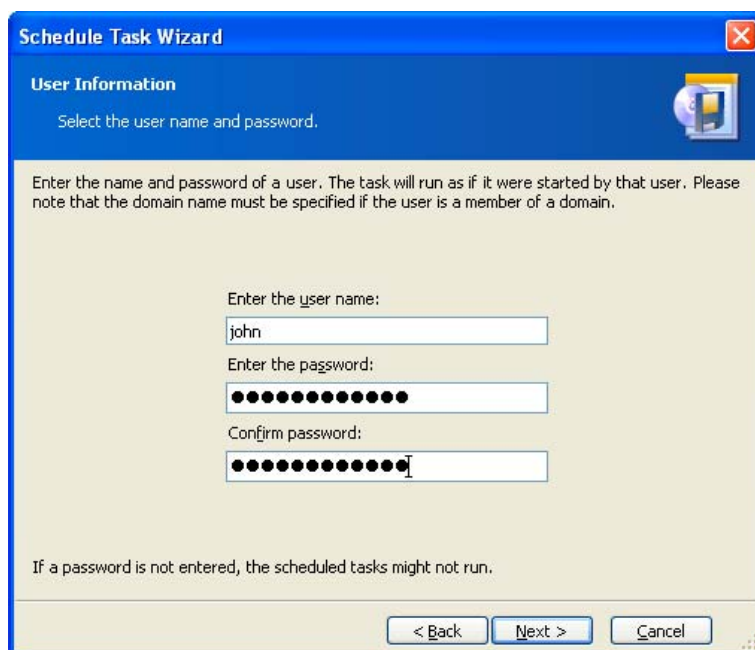 Schedule Task Wizard
User Information
Select the user name and password.
Enter the name and password of a user. The task will run as if it were started by that user. Please
note that the domain name must be specified if the user is a member of a domain.
Enter the user name:
john
Enter the password:
●●●●●●●●●●●●
Confirm password:
●●●●●●●●●●●●
If a password is not entered, the scheduled tasks might not run.
< Back
Next >
Cancel